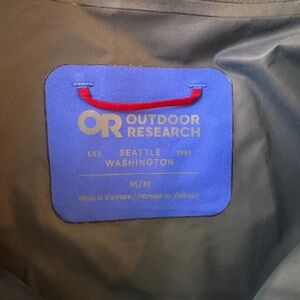 OR OUTDOOR
RESEARCH
EST. SEATTLE 1981
WASHINGTON
M/M
Made in Vietnam / Fabriqué au Vietnam